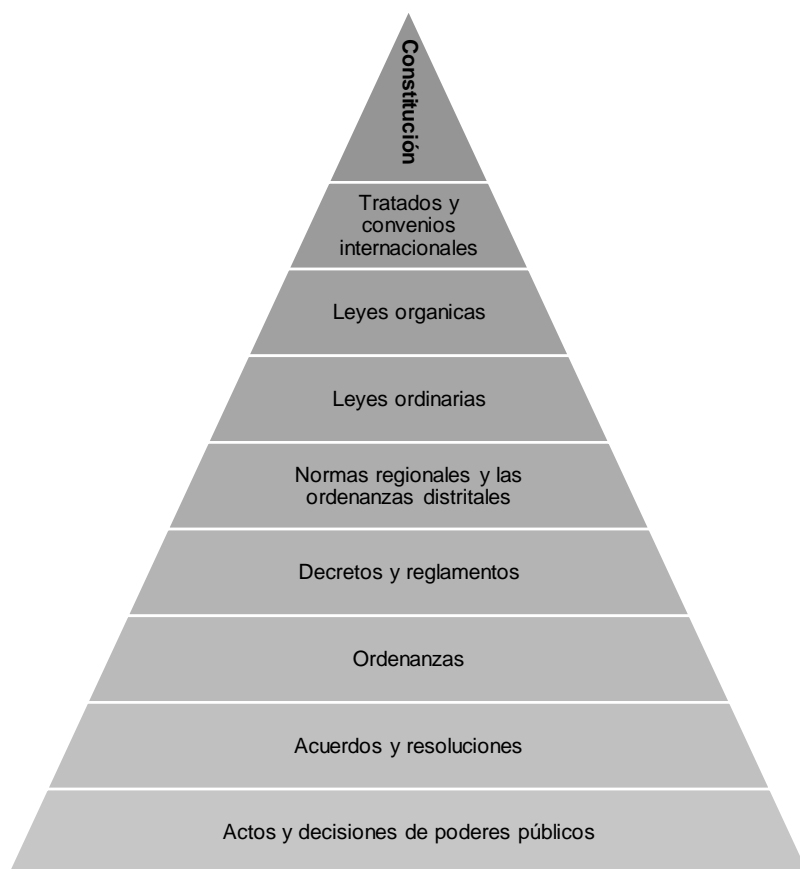 Constitución
Tratados y
convenios
internacionales
Leyes organicas
Leyes ordinarias
Normas regionales y las
ordenanzas distritales
Decretos y reglamentos
Ordenanzas
Acuerdos y resoluciones
Actos y decisiones de poderes públicos